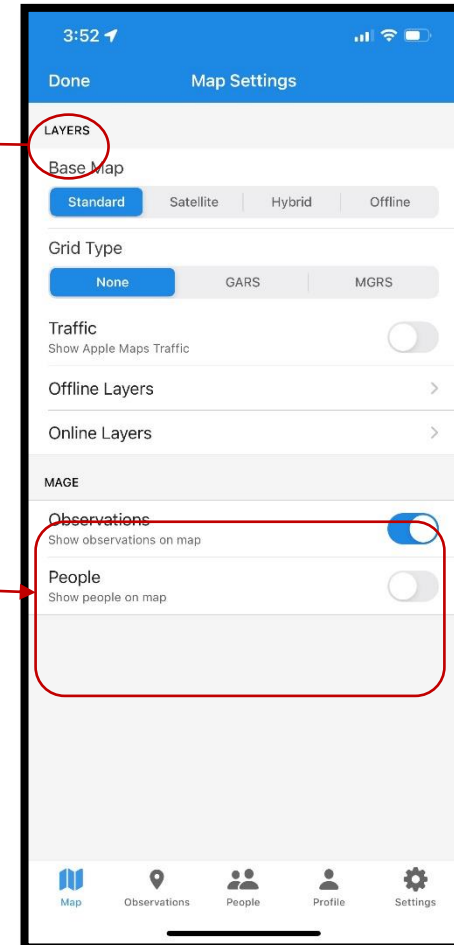 3:52
Done Map Settings
LAYERS
Base Map
Standard Satellite Hybrid Offline
Grid Type
None GARS MGRS
Traffic
Show Apple Maps Traffic
Offline Layers
Online Layers
MAGE
Observations
Show observations on map
People
Show people on map
Map Observations People Profile Settings